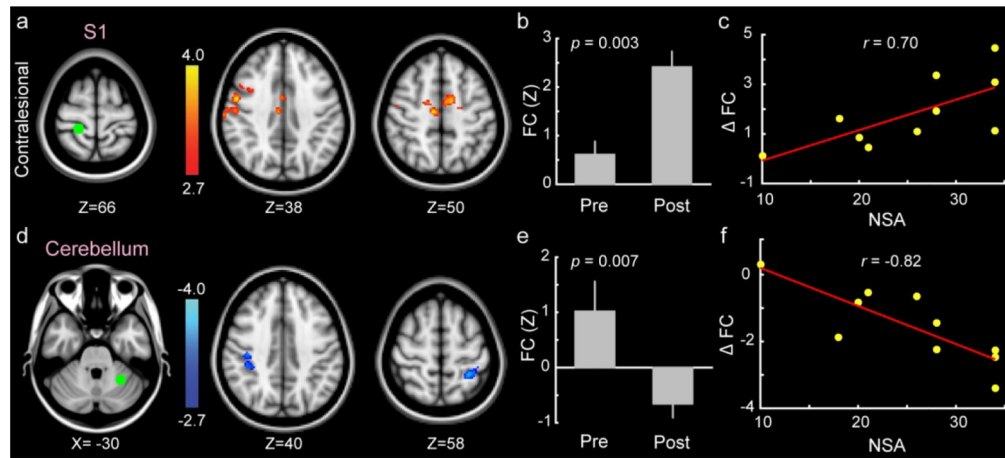 a
S1
Contralesional
4.0
2.7
Z=66
Z=38
Z=50
b
p = 0.003
FC (Z)
3
2
1
0
Pre
Post
c
r = 0.70
Δ FC
5
3
1
-1
10
20
30
NSA
d
Cerebellum
-4.0
-2.7
X= -30
Z=40
Z=58
e
p = 0.007
FC (Z)
2
1
0
-1
Pre
Post
f
r = -0.82
Δ FC
0
-2
-4
10
20
30
NSA